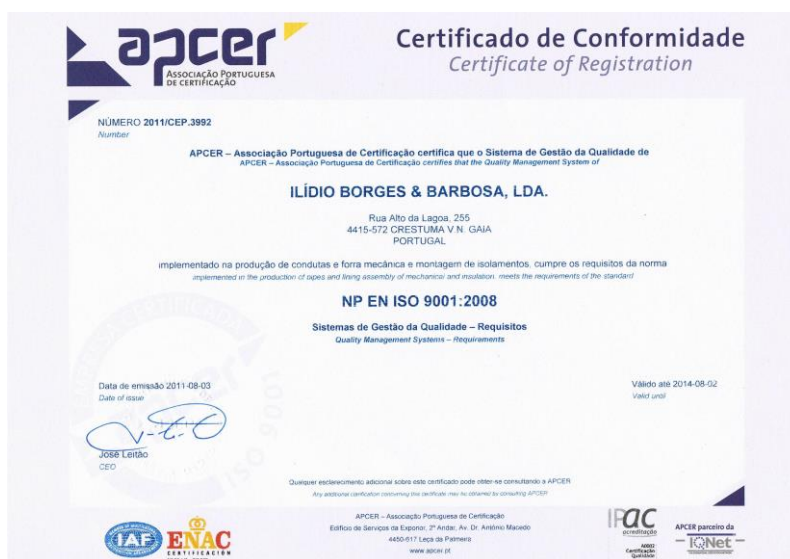 apcer
ASSOCIAÇÃO PORTUGUESA
DE CERTIFICAÇÃO
Certificado de Conformidade
Certificate of Registration
NÚMERO 2011/CEP.3992
Number
APCER – Associação Portuguesa de Certificação certifica que o Sistema de Gestão da Qualidade de
APCER – Associação Portuguesa de Certificação certifies that the Quality Management System of
ILÍDIO BORGES & BARBOSA, LDA.
Rua Alto da Lagoa, 255
4415-572 CRESTUMA V.N. GAIA
PORTUGAL
implementado na produção de condutas e forra mecânica e montagem de isolamentos, cumpre os requisitos da norma
implemented in the production of pipes and lining assembly of mechanical and insulation, meets the requirements of the standard
NP EN ISO 9001:2008
Sistemas de Gestão da Qualidade – Requisitos
Quality Management Systems – Requirements
Data de emissão 2011-08-03
Date of issue
Válido até 2014-08-02
Valid until
José Leitão
CEO
ISO 9001
Qualquer esclarecimento adicional sobre este certificado pode obter-se consultando a APCER
Any additional clarification concerning this certificate may be obtained by consulting APCER
APCER – Associação Portuguesa de Certificação
Edifício de Serviços da Exponor, 2º Andar, Av. Dr. António Macedo
4450-617 Leça da Palmeira
www.apcer.pt
IAF
ENAC
CERTIFICACIÓN
ipac
acreditação
Certificação
Qualidade
APCER parceiro da
IQNet